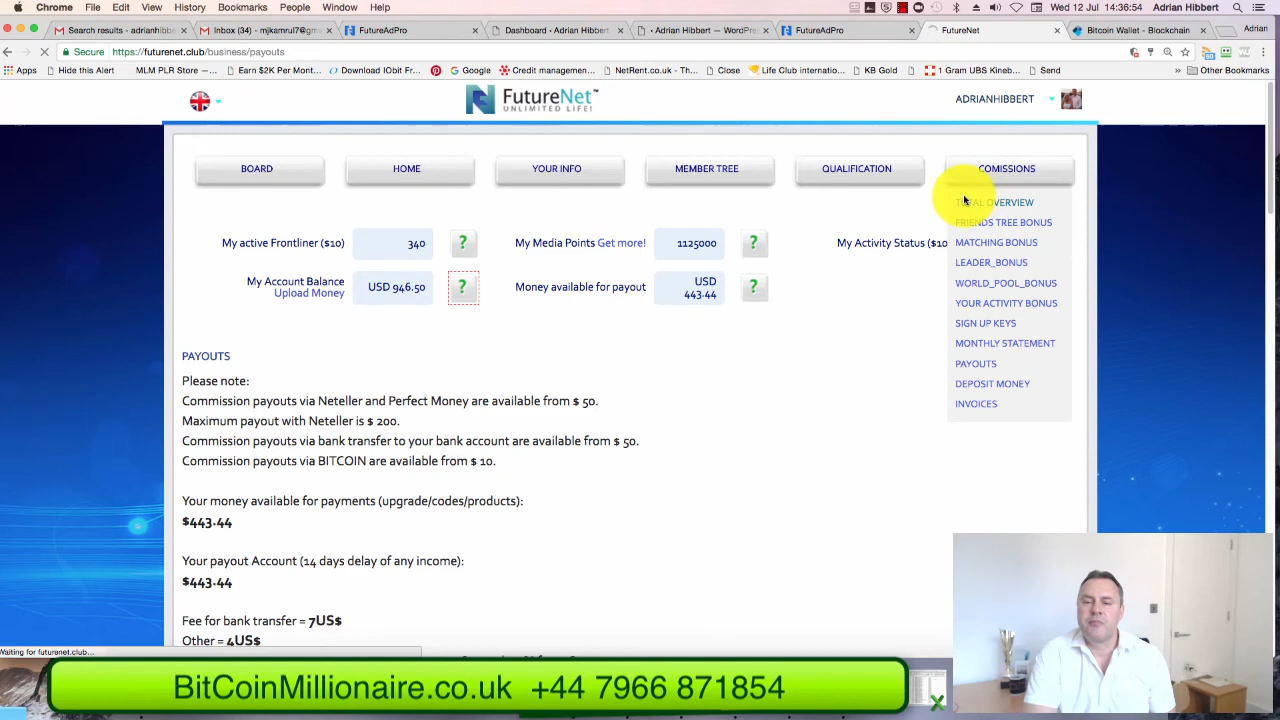 Chrome File Edit View History Bookmarks People Window Help
Wed 12 Jul 14:36:54 Adrian Hibbert
Search results - adrianhibb
Inbox (34) - mjkamrul7@gma
FutureAdPro
Dashboard ‹ Adrian Hibbert
‹ Adrian Hibbert — WordPre
FutureAdPro
FutureNet
Bitcoin Wallet - Blockchain
Adrian
Secure https://futurenet.club/business/payouts
Apps
Hide this Alert
MLM PLR Store —
Earn $2K Per Mont...
Download IObit Fr...
Google
Credit managemen...
NetRent.co.uk - Th...
Close
Life Club internatio...
KB Gold
1 Gram UBS Kineb...
Send
»
Other Bookmarks
FutureNet™
UNLIMITED LIFE!
ADRIANHIBBERT
BOARD
HOME
YOUR INFO
MEMBER TREE
QUALIFICATION
COMISSIONS
TOTAL OVERVIEW
FRIENDS TREE BONUS
MATCHING BONUS
LEADER_BONUS
WORLD_POOL_BONUS
YOUR ACTIVITY BONUS
SIGN UP KEYS
MONTHLY STATEMENT
PAYOUTS
DEPOSIT MONEY
INVOICES
My active Frontliner ($10) 340 ?
My Media Points Get more! 1125000 ?
My Activity Status ($10
My Account Balance
Upload Money
USD 946.50 ?
Money available for payout
USD
443.44
?
PAYOUTS
Please note:
Commission payouts via Neteller and Perfect Money are available from $ 50.
Maximum payout with Neteller is $ 200.
Commission payouts via bank transfer to your bank account are available from $ 50.
Commission payouts via BITCOIN are available from $ 10.
Your money available for payments (upgrade/codes/products):
$443.44
Your payout Account (14 days delay of any income):
$443.44
Fee for bank transfer = 7US$
Other = 4US$
Waiting for futurenet.club...
BitCoinMillionaire.co.uk +44 7966 871854